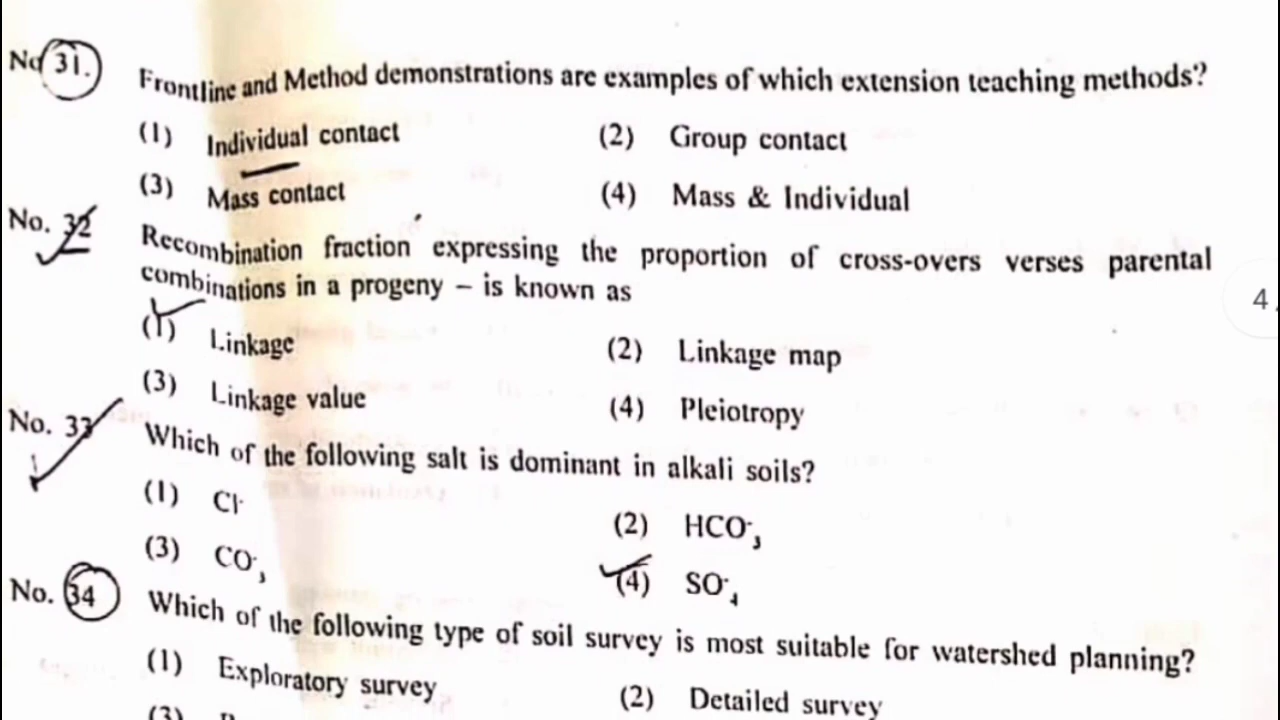 No 31. Frontline and Method demonstrations are examples of which extension teaching methods?
(1) Individual contact (2) Group contact
(3) Mass contact (4) Mass & Individual
No. 32 Recombination fraction expressing the proportion of cross-overs verses parental
combinations in a progeny – is known as
(1) Linkage (2) Linkage map
(3) Linkage value (4) Pleiotropy
No. 33 Which of the following salt is dominant in alkali soils?
(1) Cl- (2) HCO-3
(3) CO-3 (4) SO-4
No. 34 Which of the following type of soil survey is most suitable for watershed planning?
(1) Exploratory survey (2) Detailed survey
(3)
4